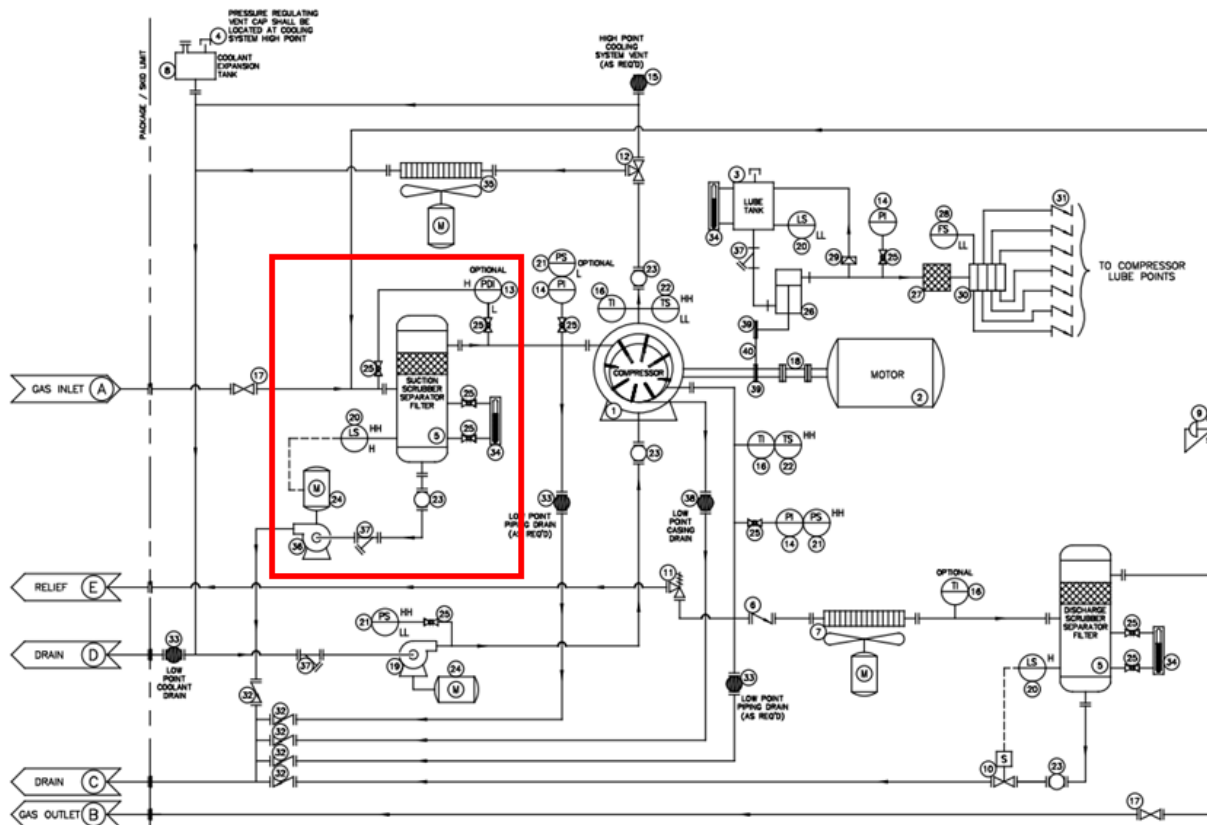 PRESSURE REGULATING
VENT CAP SHALL BE
LOCATED AT COOLING
SYSTEM HIGH POINT
4
8
COOLANT
EXPANSION
TANK
PACKAGE / SKID LIMIT
HIGH POINT
COOLING
SYSTEM VENT
(AS REQ'D)
15
12
35
M
3
LUBE
TANK
34
LS
20
LL
37
14
PI
25
29
28
FS
LL
27
30
31
TO COMPRESSOR
LUBE POINTS
26
39
40
39
18
MOTOR
2
OPTIONAL
H
PDI
13
L
25
25
21
PS
OPTIONAL
L
14
PI
25
23
16
TI
22
TS
HH
LL
COMPRESSOR
1
23
GAS INLET
A
17
SUCTION
SCRUBBER
SEPARATOR
FILTER
5
25
25
34
20
LS
HH
H
M
24
23
37
36
33
LOW POINT
PIPING DRAIN
(AS REQ'D)
38
LOW
POINT
CASING
DRAIN
TI
TS
HH
16
22
25
PI
PS
HH
14
21
9
RELIEF
E
11
6
7
M
OPTIONAL
TI
16
DISCHARGE
SCRUBBER
SEPARATOR
FILTER
5
25
25
34
LS
H
20
21
PS
HH
LL
25
DRAIN
D
33
LOW
POINT
COOLANT
DRAIN
37
19
24
M
33
LOW POINT
PIPING DRAIN
(AS REQ'D)
32
32
32
32
32
S
10
23
DRAIN
C
GAS OUTLET
B
17